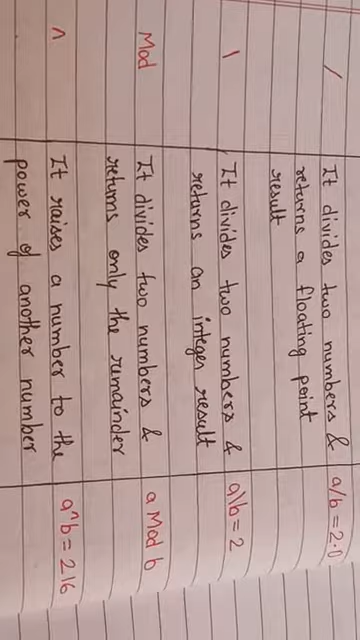 / It divides two numbers & a/b = 2.0
returns a floating point
result
\ It divides two numbers & a\b = 2
returns an integer result
Mod It divides two numbers & a Mod b
returns only the remainder
^ It raises a number to the a^b = 216
power of another number